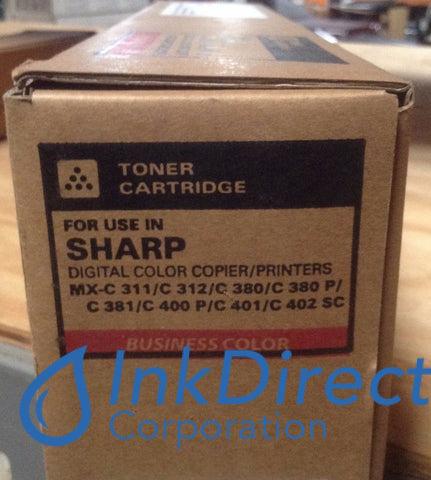 TONER
CARTRIDGE
FOR USE IN
SHARP
DIGITAL COLOR COPIER/PRINTERS
MX-C 311/C 312/C 380/C 380 P/
C 381/C 400 P/C 401/C 402 SC
BUSINESS COLOR
InkDirect
Corporation